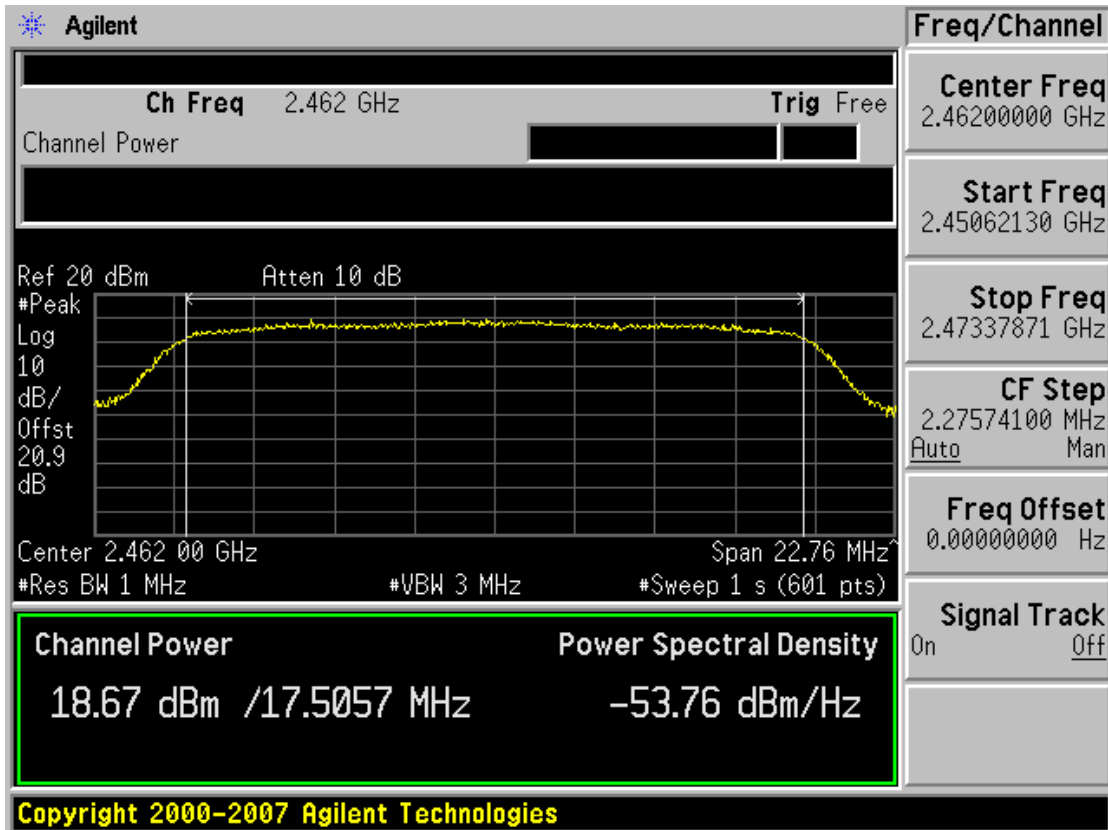 Agilent
Freq/Channel
Ch Freq 2.462 GHz Trig Free
Channel Power
Center Freq
2.46200000 GHz
Start Freq
2.45062130 GHz
Stop Freq
2.47337871 GHz
CF Step
2.27574100 MHz
Auto Man
Freq Offset
0.00000000 Hz
Signal Track
On Off
Ref 20 dBm Atten 10 dB
#Peak
Log
10
dB/
Offst
20.9
dB
Center 2.462 00 GHz Span 22.76 MHz^
#Res BW 1 MHz #VBW 3 MHz #Sweep 1 s (601 pts)
Channel Power Power Spectral Density
18.67 dBm /17.5057 MHz -53.76 dBm/Hz
Copyright 2000-2007 Agilent Technologies